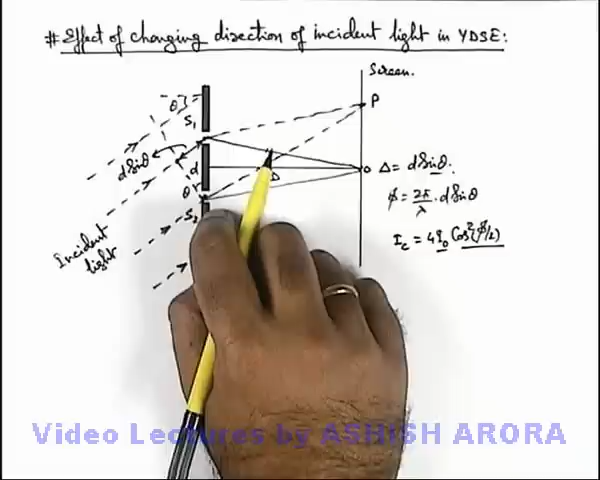 # Effect of changing direction of incident light in YDSE:
Screen.
θ
S₁
P
dSinθ
d
θ
D
O
Δ = dSinθ.
φ = 2π/λ · dSinθ
S₂
Incident
light
I_c = 4I₀ Cos²(φ/2)
Video Lectures by ASHISH ARORA